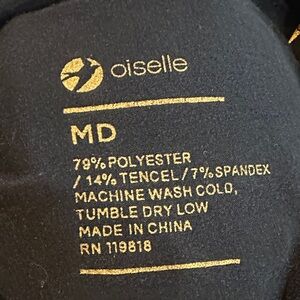 oiselle
MD
79% POLYESTER
/ 14% TENCEL / 7% SPANDEX
MACHINE WASH COLD,
TUMBLE DRY LOW
MADE IN CHINA
RN 119818